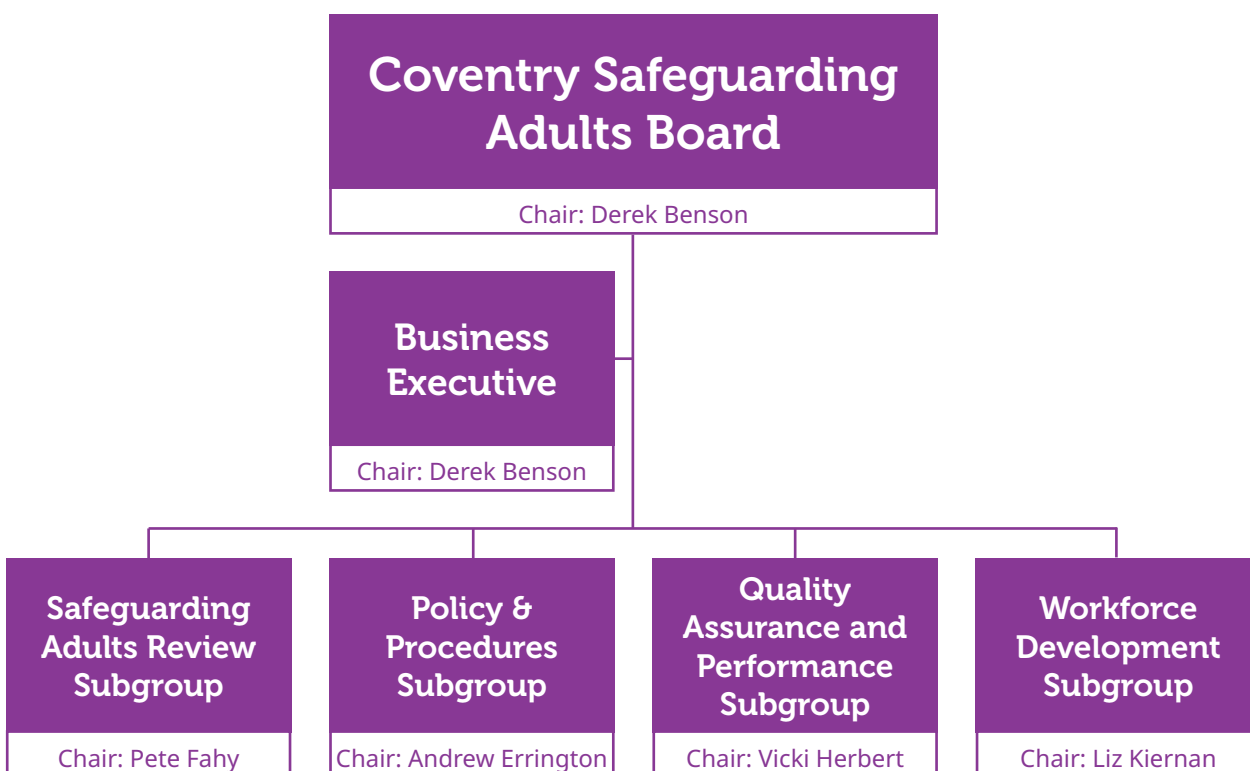 Coventry Safeguarding
Adults Board
Chair: Derek Benson
Business
Executive
Chair: Derek Benson
Safeguarding
Adults Review
Subgroup
Chair: Pete Fahy
Policy &
Procedures
Subgroup
Chair: Andrew Errington
Quality
Assurance and
Performance
Subgroup
Chair: Vicki Herbert
Workforce
Development
Subgroup
Chair: Liz Kiernan